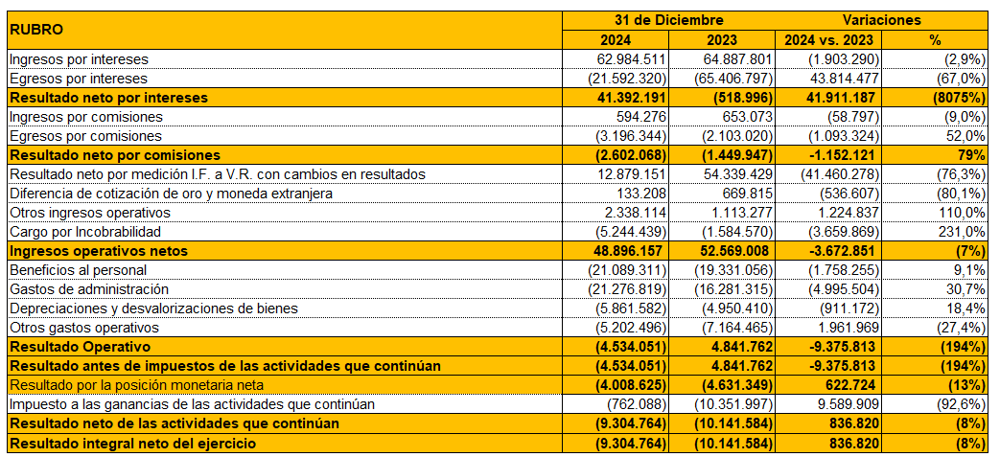 RUBRO 31 de Diciembre Variaciones
2024 2023 2024 vs. 2023 %
Ingresos por intereses 62.984.511 64.887.801 (1.903.290) (2,9%)
Egresos por intereses (21.592.320) (65.406.797) 43.814.477 (67,0%)
Resultado neto por intereses 41.392.191 (518.996) 41.911.187 (8075%)
Ingresos por comisiones 594.276 653.073 (58.797) (9,0%)
Egresos por comisiones (3.196.344) (2.103.020) (1.093.324) 52,0%
Resultado neto por comisiones (2.602.068) (1.449.947) -1.152.121 79%
Resultado neto por medición I.F. a V.R. con cambios en resultados 12.879.151 54.339.429 (41.460.278) (76,3%)
Diferencia de cotización de oro y moneda extranjera 133.208 669.815 (536.607) (80,1%)
Otros ingresos operativos 2.338.114 1.113.277 1.224.837 110,0%
Cargo por Incobrabilidad (5.244.439) (1.584.570) (3.659.869) 231,0%
Ingresos operativos netos 48.896.157 52.569.008 -3.672.851 (7%)
Beneficios al personal (21.089.311) (19.331.056) (1.758.255) 9,1%
Gastos de administración (21.276.819) (16.281.315) (4.995.504) 30,7%
Depreciaciones y desvalorizaciones de bienes (5.861.582) (4.950.410) (911.172) 18,4%
Otros gastos operativos (5.202.496) (7.164.465) 1.961.969 (27,4%)
Resultado Operativo (4.534.051) 4.841.762 -9.375.813 (194%)
Resultado antes de impuestos de las actividades que continúan (4.534.051) 4.841.762 -9.375.813 (194%)
Resultado por la posición monetaria neta (4.008.625) (4.631.349) 622.724 (13%)
Impuesto a las ganancias de las actividades que continúan (762.088) (10.351.997) 9.589.909 (92,6%)
Resultado neto de las actividades que continúan (9.304.764) (10.141.584) 836.820 (8%)
Resultado integral neto del ejercicio (9.304.764) (10.141.584) 836.820 (8%)